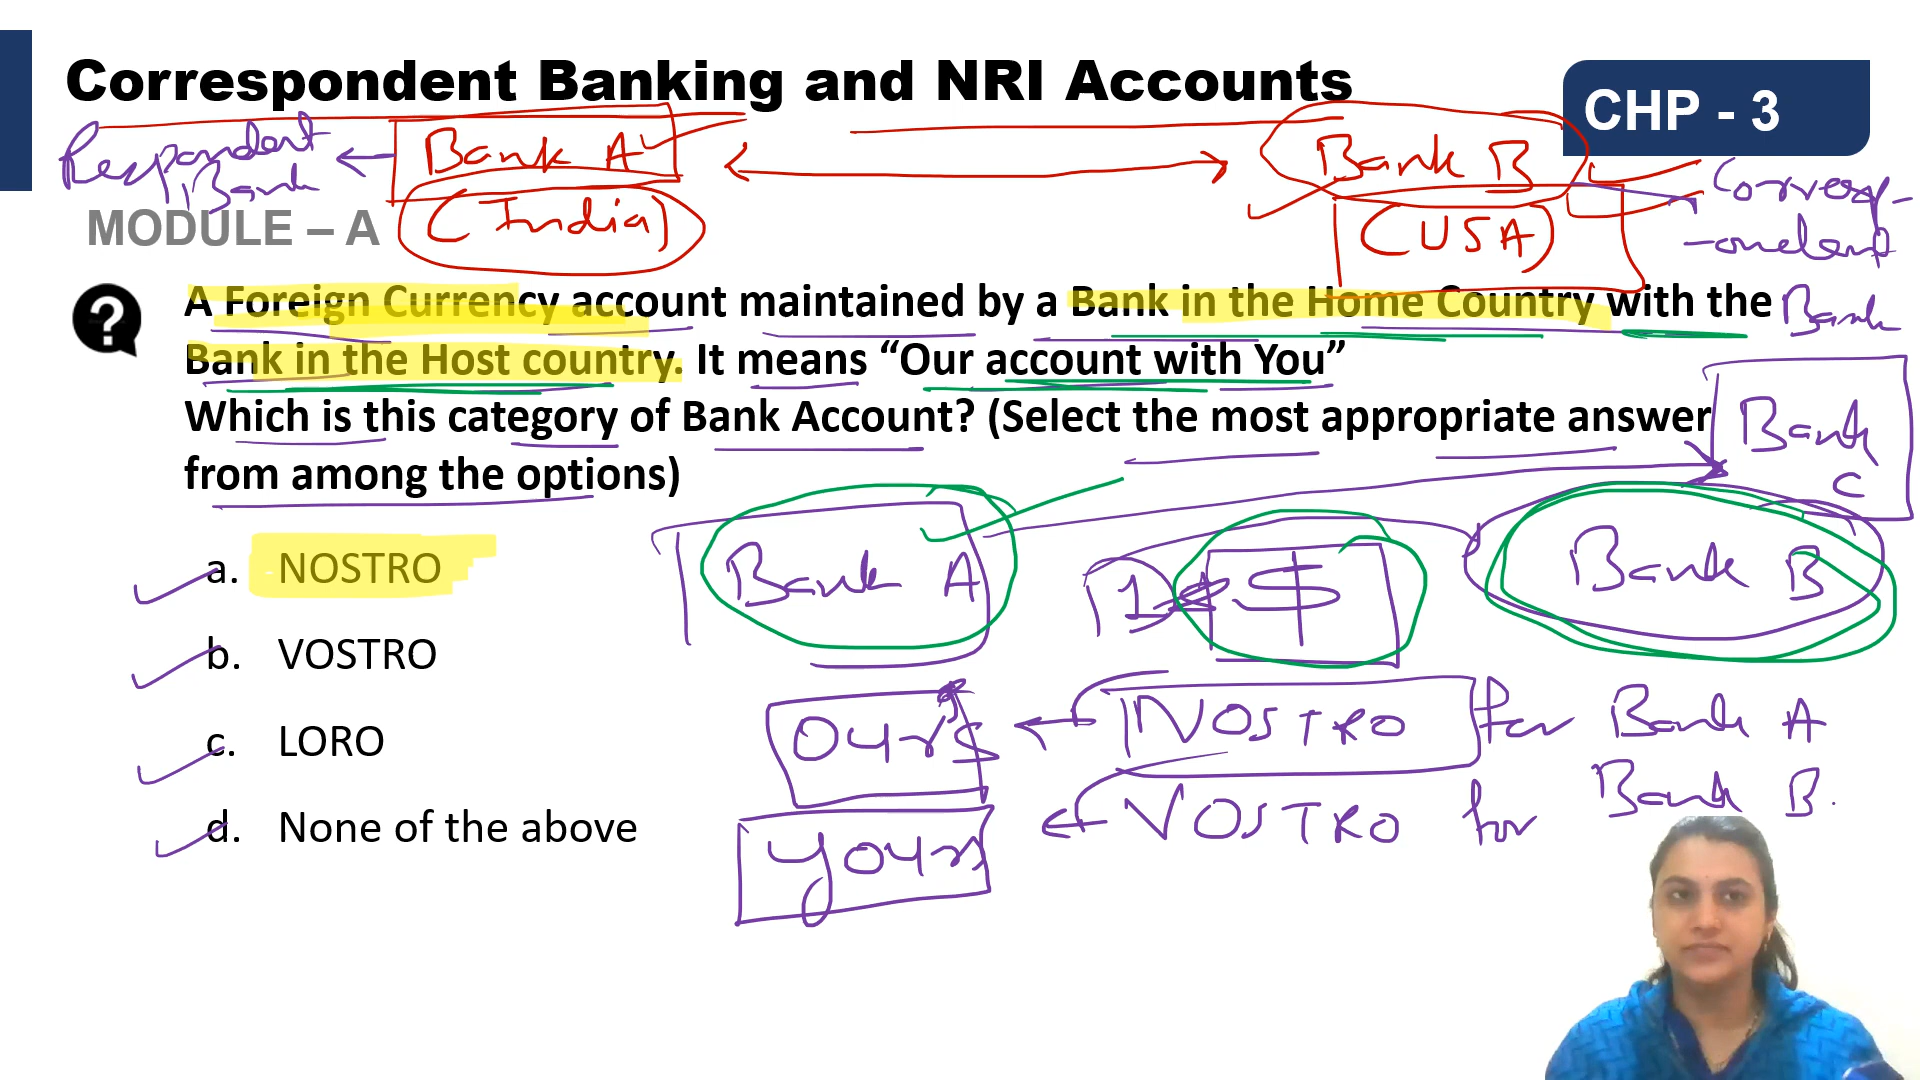 Correspondent Banking and NRI Accounts
CHP - 3
Respondent
Bank
Bank A
Bank B
Corresp-
-ondent
Bank
MODULE – A
(India)
(USA)
A Foreign Currency account maintained by a Bank in the Home Country with the
Bank in the Host country. It means “Our account with You”
Which is this category of Bank Account? (Select the most appropriate answer
from among the options)
Bank
C
a. NOSTRO
b. VOSTRO
c. LORO
d. None of the above
Bank A
1 $
Bank B
Ours
NOSTRO for Bank A
Yours
VOSTRO for Bank B.